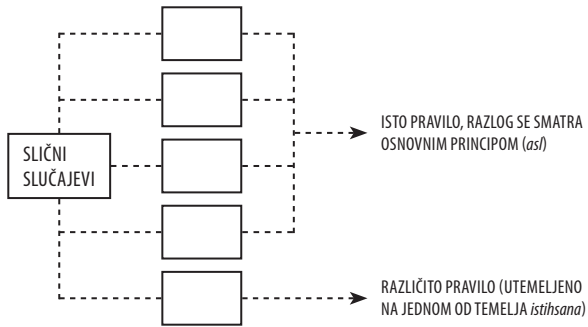 SLIČNI
SLUČAJEVI
ISTO PRAVILO, RAZLOG SE SMATRA
OSNOVNIM PRINCIPOM (asl)
RAZLIČITO PRAVILO (UTEMELJENO
NA JEDNOM OD TEMELJA istihsana)